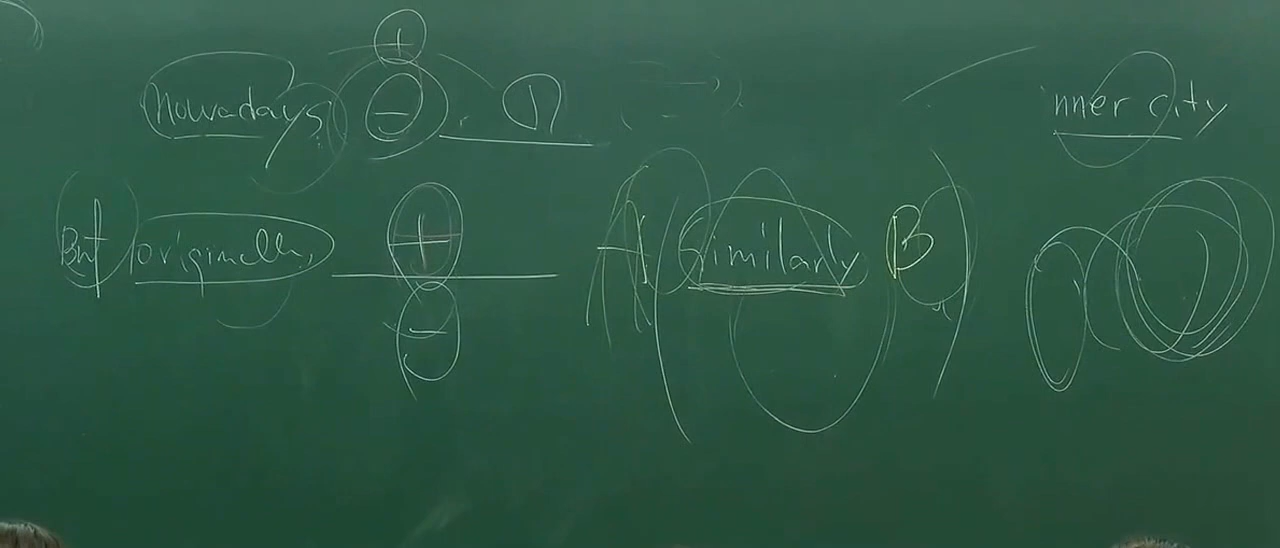 +
nowadays, -
inner city
But originally, +
A similarly B
-